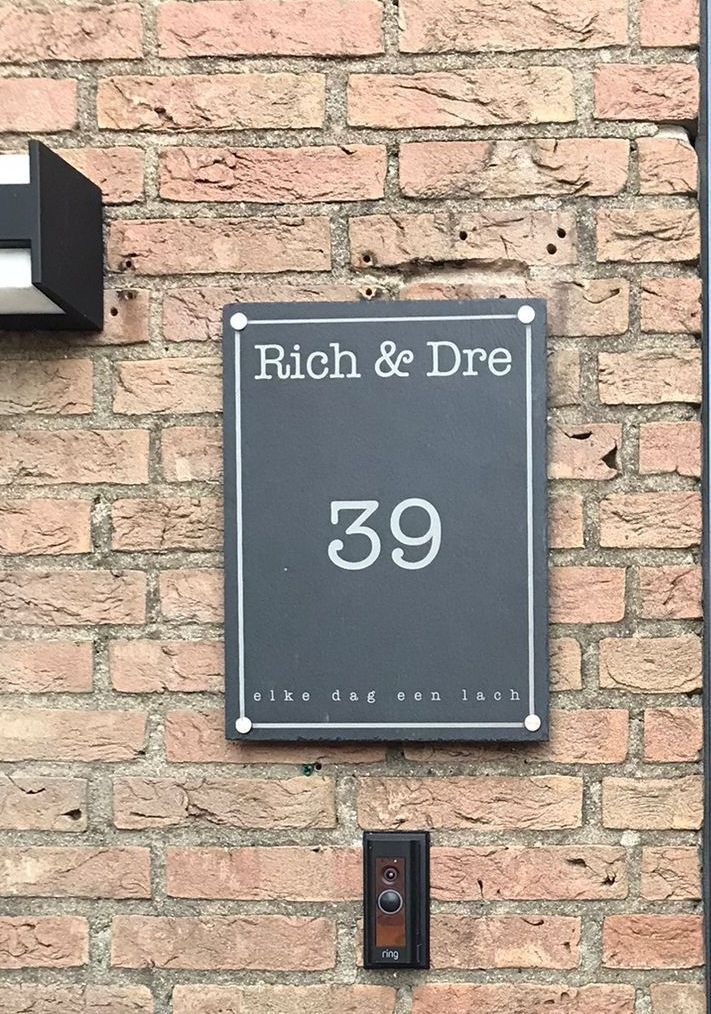 Rich & Dre
39
elke dag een lach
ring